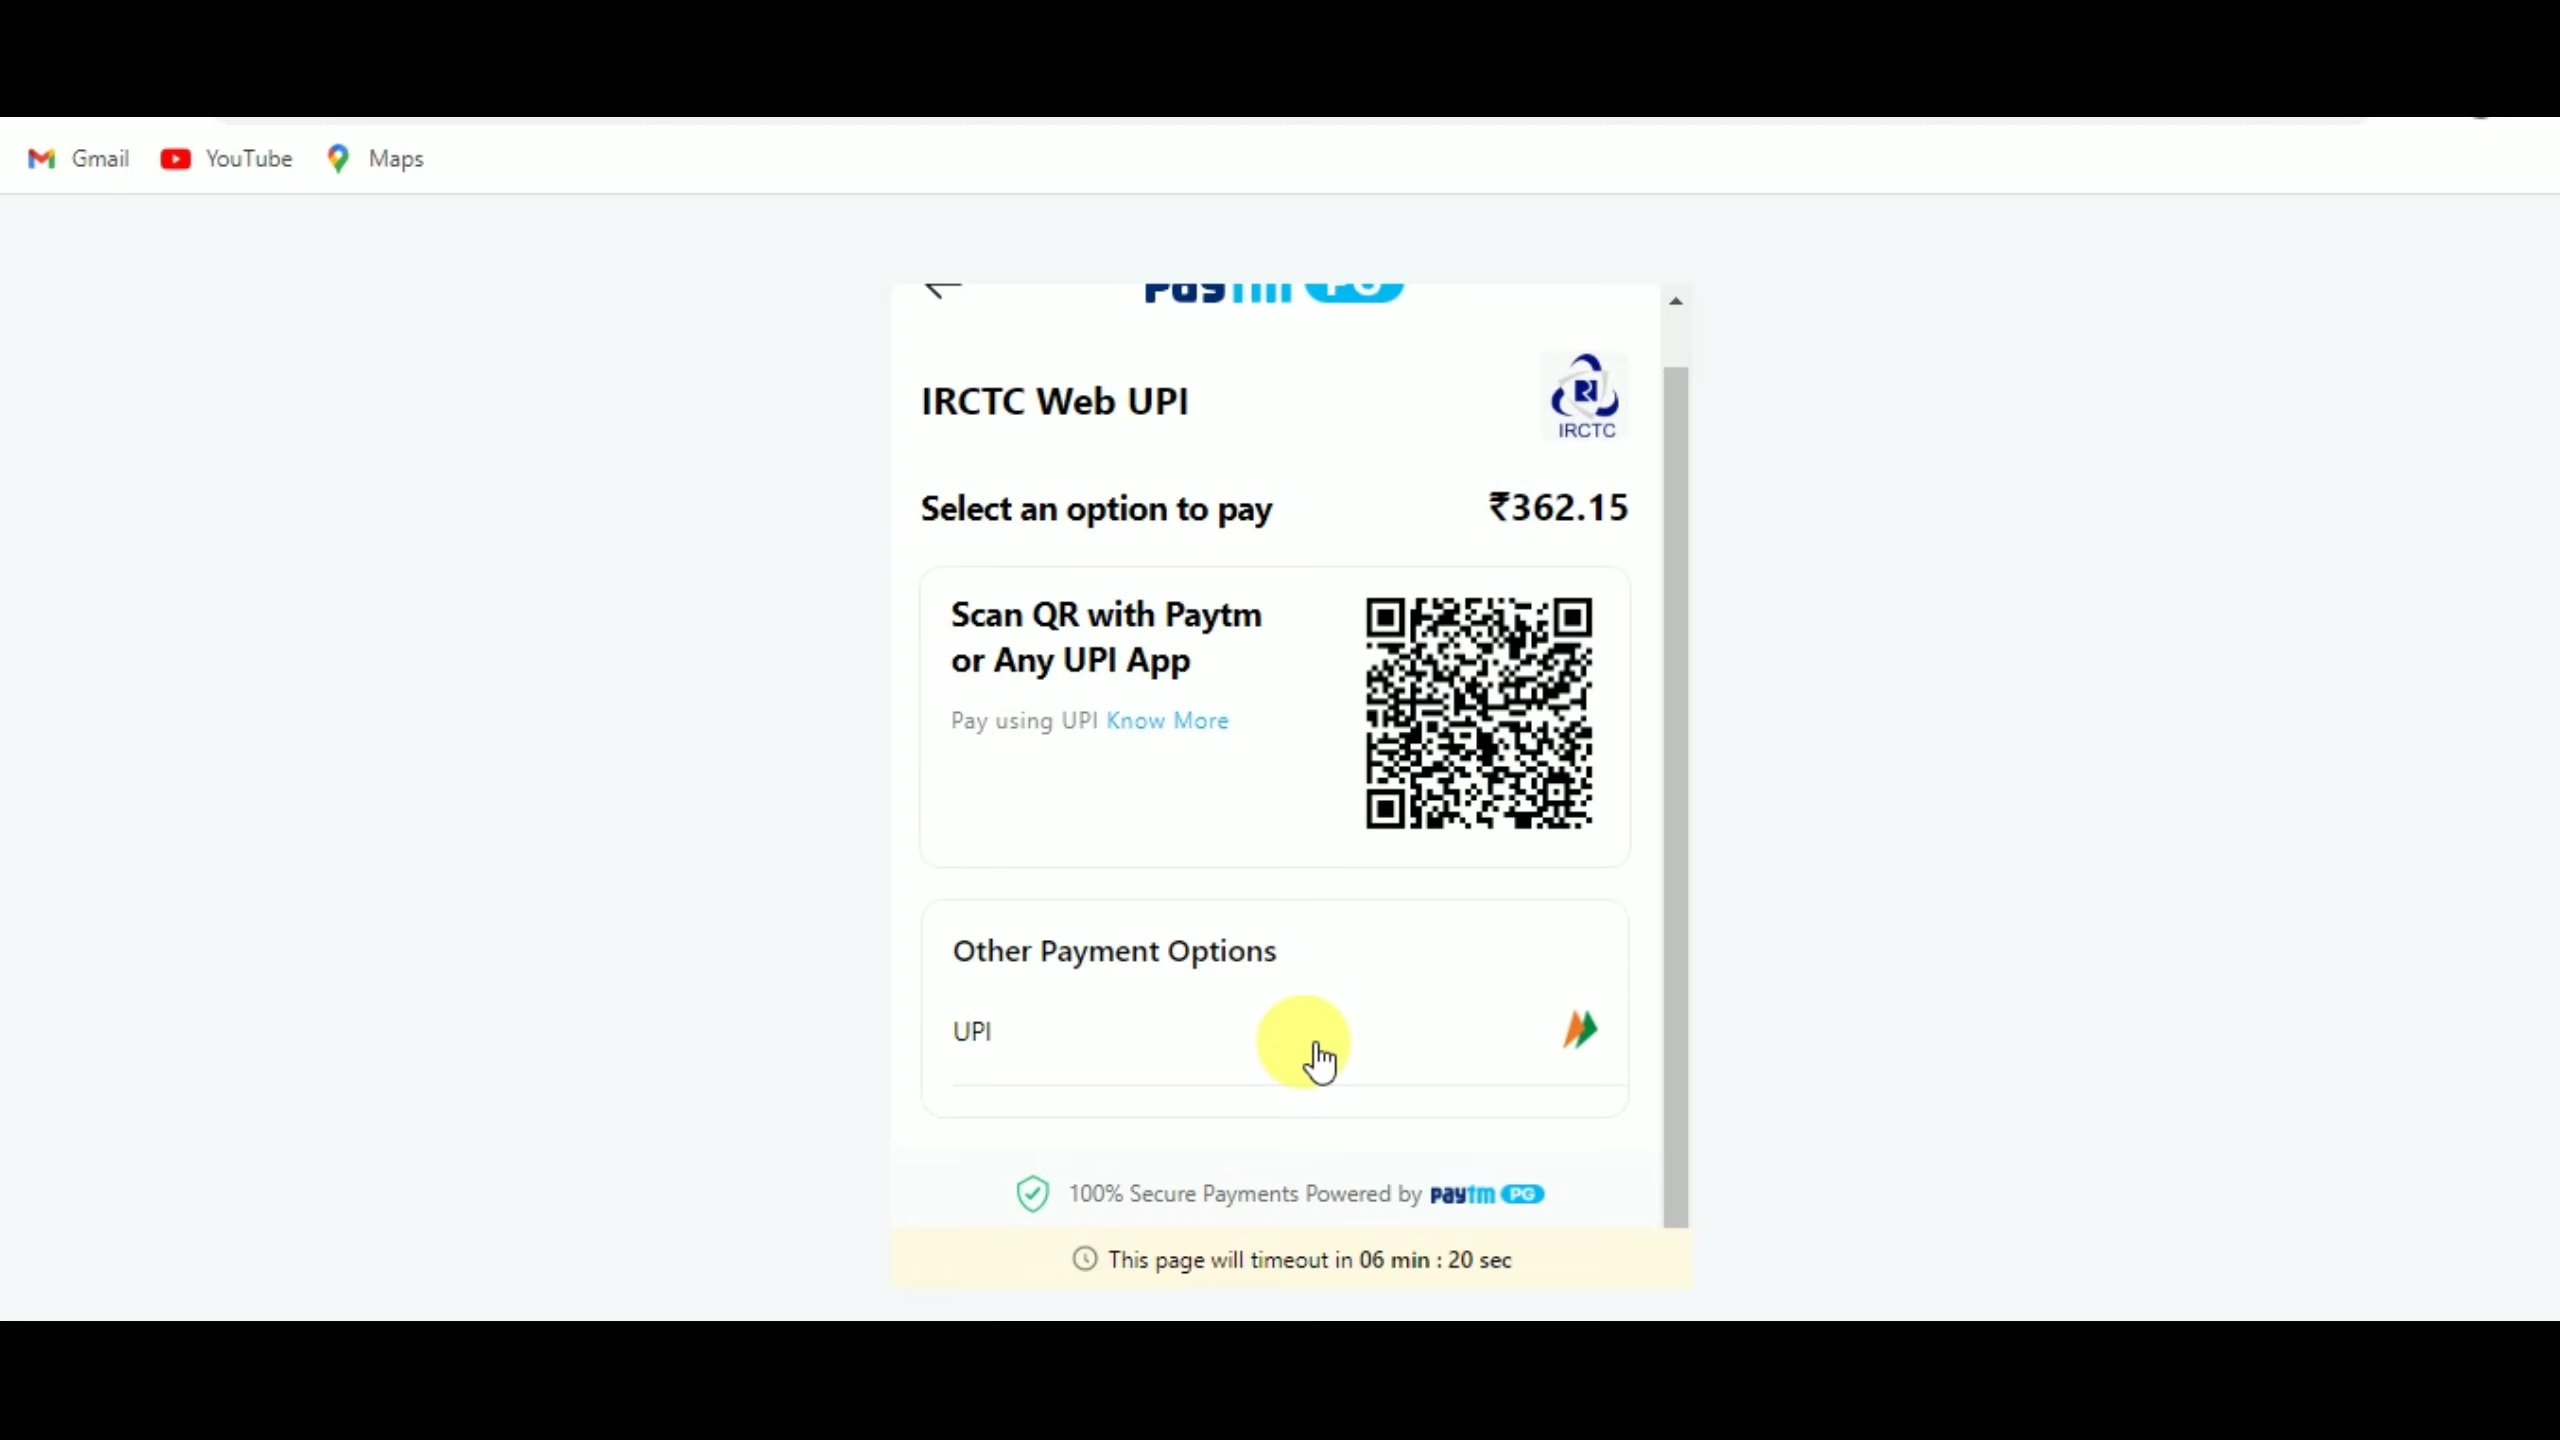 Gmail YouTube Maps
Paytm PG
IRCTC Web UPI
IRCTC
Select an option to pay ₹362.15
Scan QR with Paytm
or Any UPI App
Pay using UPI Know More
Other Payment Options
UPI
100% Secure Payments Powered by paytm PG
This page will timeout in 06 min : 20 sec